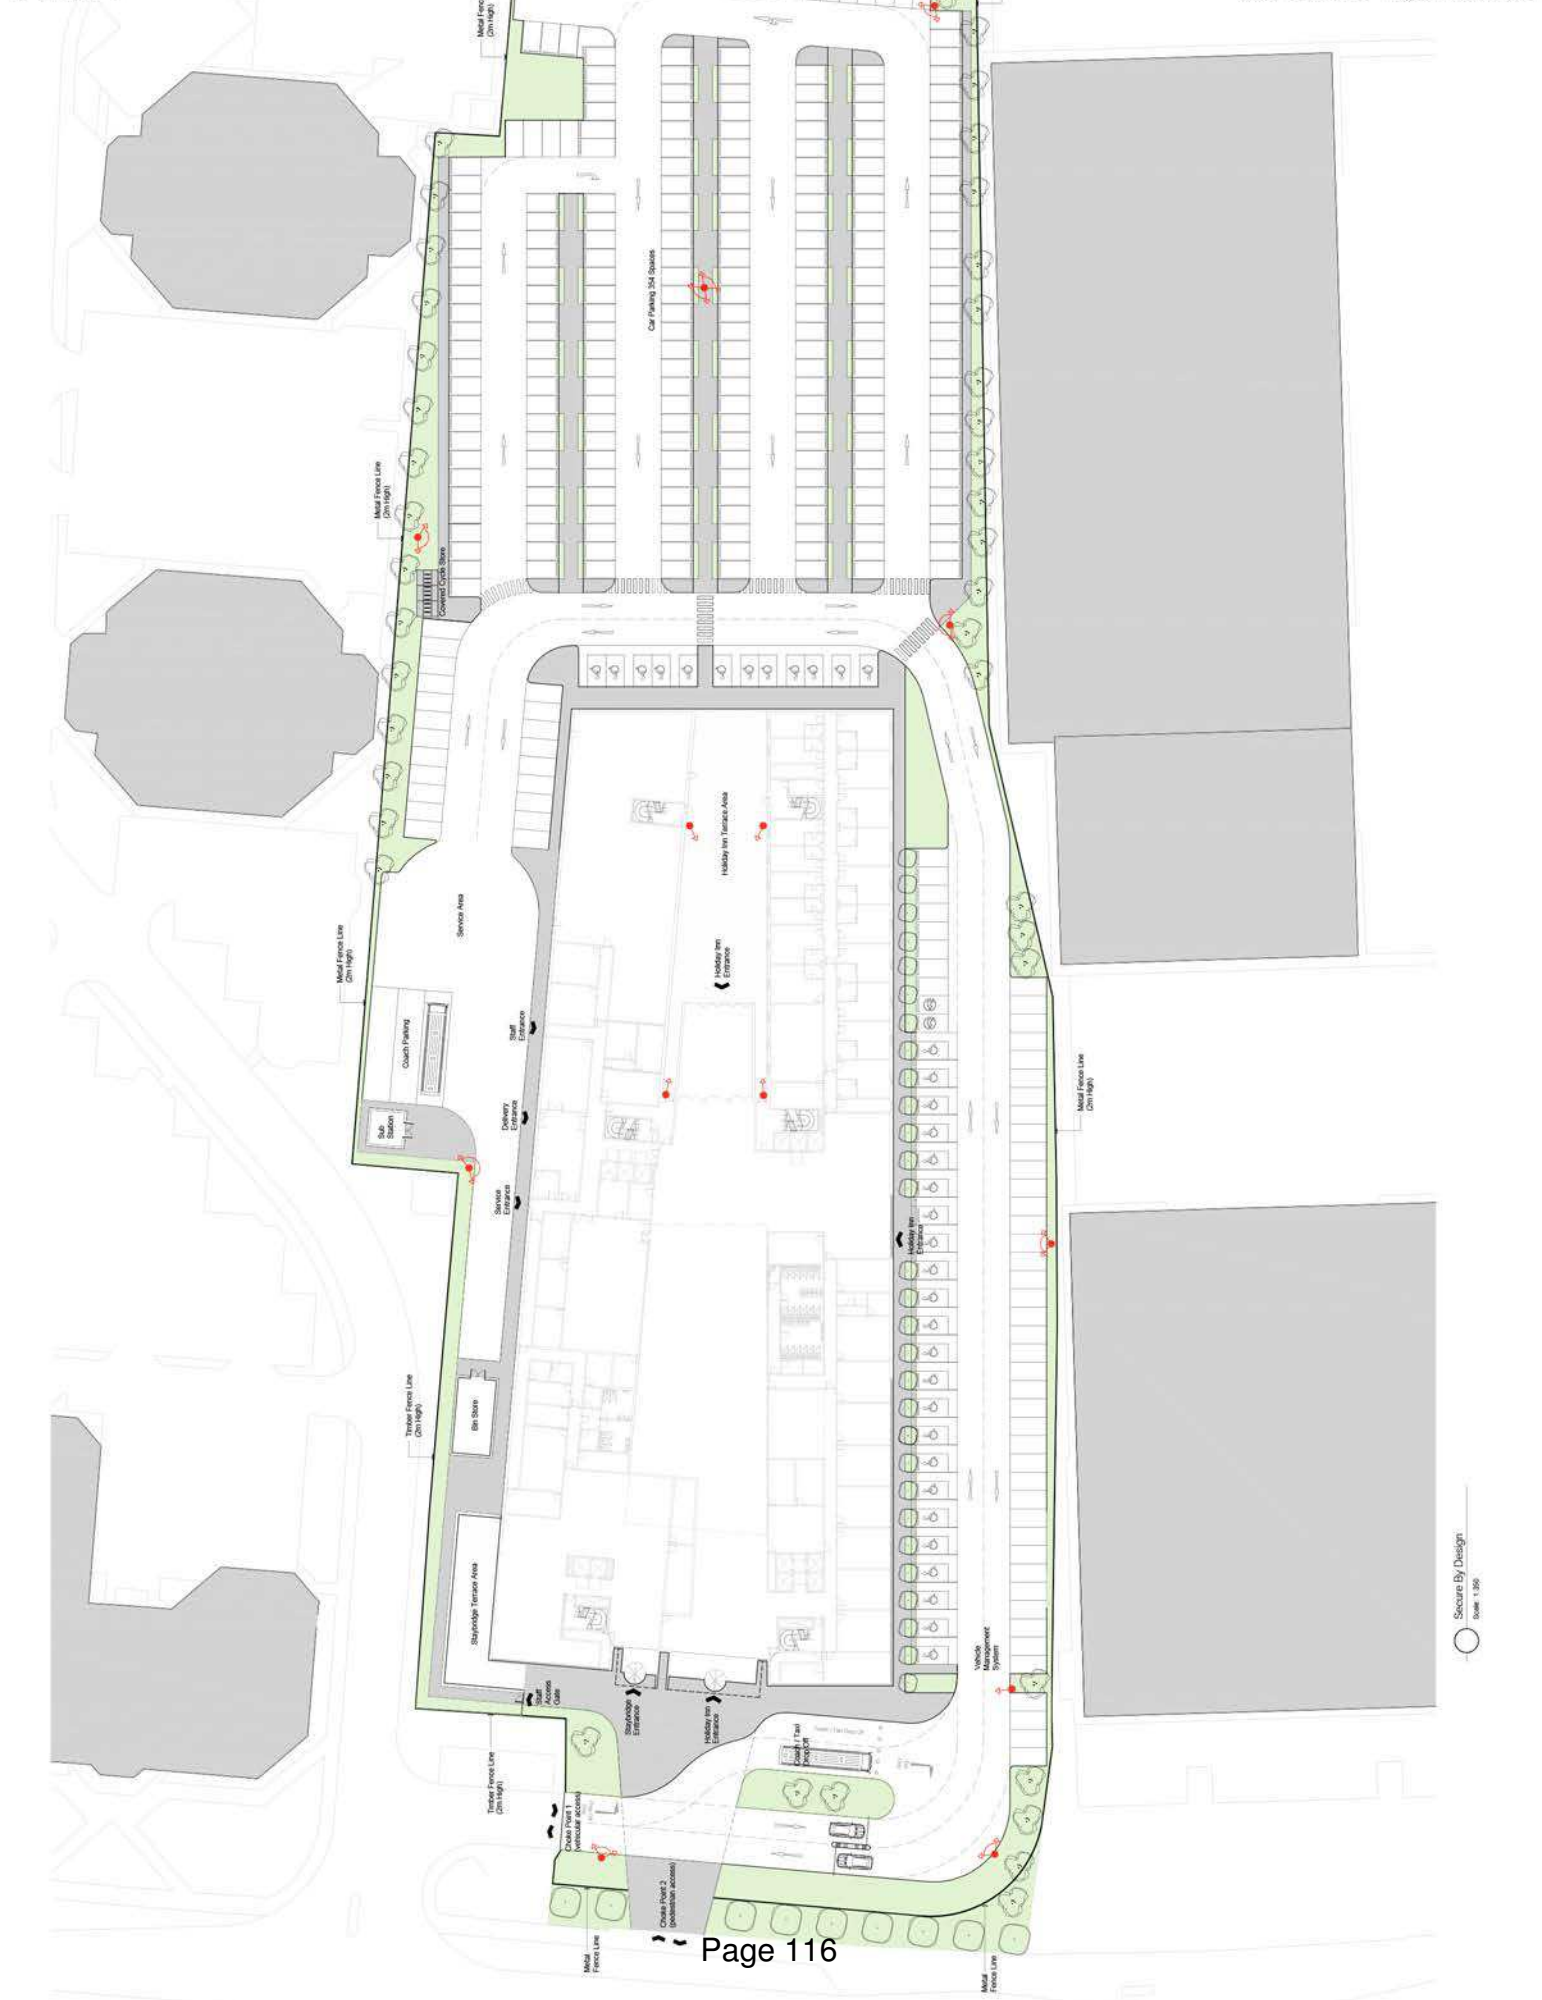 Metal Fence
(2m High)
Car Parking 354 Spaces
Metal Fence Line
(2m High)
Covered Cycle Store
Holiday Inn Terrace Area
Service Area
Metal Fence Line
(2m High)
Holiday Inn
Entrance
Staff
Entrance
Coach Parking
Delivery
Entrance
Sub
Station
Metal Fence Line
(2m High)
Service
Entrance
Holiday Inn
Entrance
Timber Fence Line
(2m High)
Bin Store
Staybridge Terrace Area
Vehicle
Management
System
Staff
Access
Gate
Staybridge
Entrance
Holiday Inn
Entrance
Coach / Taxi
Drop Off
Timber Fence Line
(2m High)
Choke Point 1
(vehicular access)
Choke Point 2
(pedestrian access)
Metal
Fence Line
Metal
Fence Line
Secure By Design
Scale 1:350
Page 116